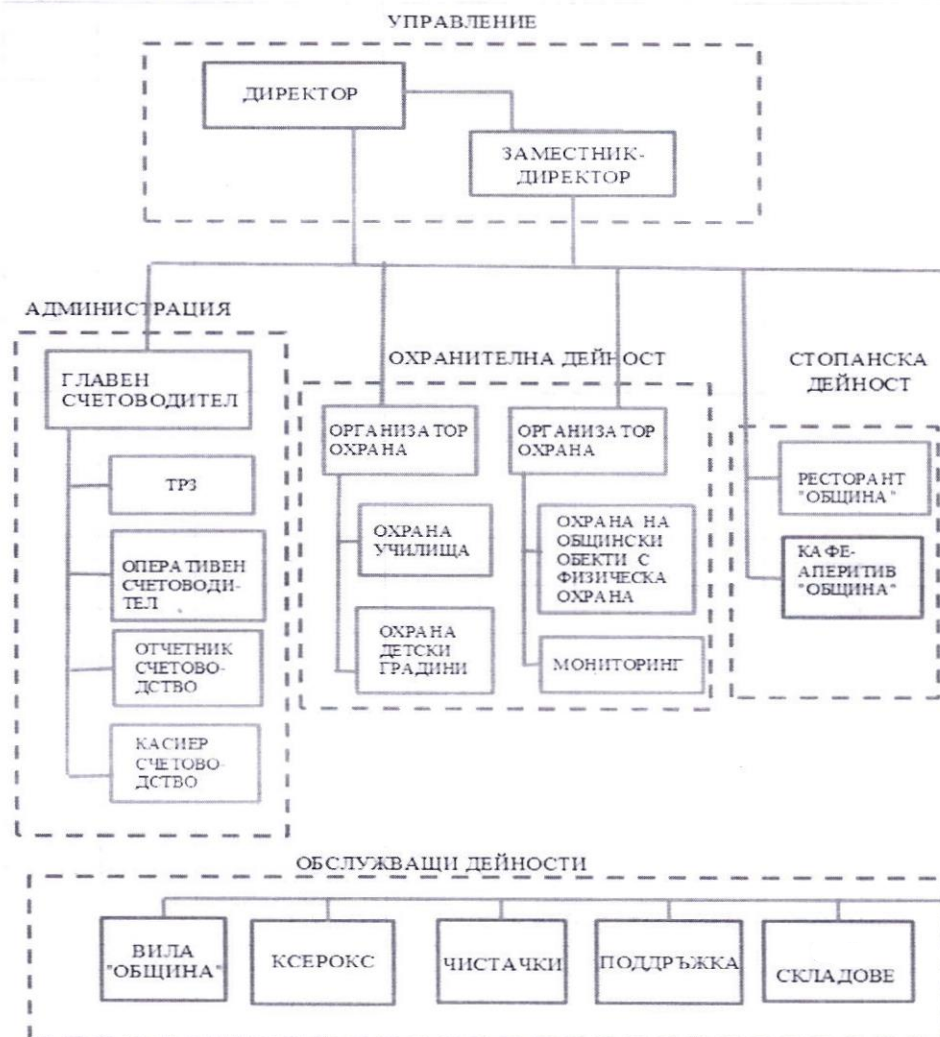 УПРАВЛЕНИЕ
ДИРЕКТОР
ЗАМЕСТНИК-
ДИРЕКТОР
АДМИНИСТРАЦИЯ
ГЛАВЕН
СЧЕТОВОДИТЕЛ
ТРЗ
ОПЕРАТИВЕН
СЧЕТОВОДИ-
ТЕЛ
ОТЧЕТНИК
СЧЕТОВО-
ДСТВО
КАСИЕР
СЧЕТОВО-
ДСТВО
ОХРАНИТЕЛНА ДЕЙНОСТ
ОРГАНИЗАТОР
ОХРАНА
ОХРАНА
УЧИЛИЩА
ОХРАНА
ДЕТСКИ
ГРАДИНИ
ОРГАНИЗАТОР
ОХРАНА
ОХРАНА НА
ОБЩИНСКИ
ОБЕКТИ С
ФИЗИЧЕСКА
ОХРАНА
МОНИТОРИНГ
СТОПАНСКА
ДЕЙНОСТ
РЕСТОРАНТ
"ОБЩИНА"
КАФЕ-
АПЕРИТИВ
"ОБЩИНА"
ОБСЛУЖВАЩИ ДЕЙНОСТИ
ВИЛА
"ОБЩИНА"
КСЕРОКС
ЧИСТАЧКИ
ПОДДРЪЖКА
СКЛАДОВЕ